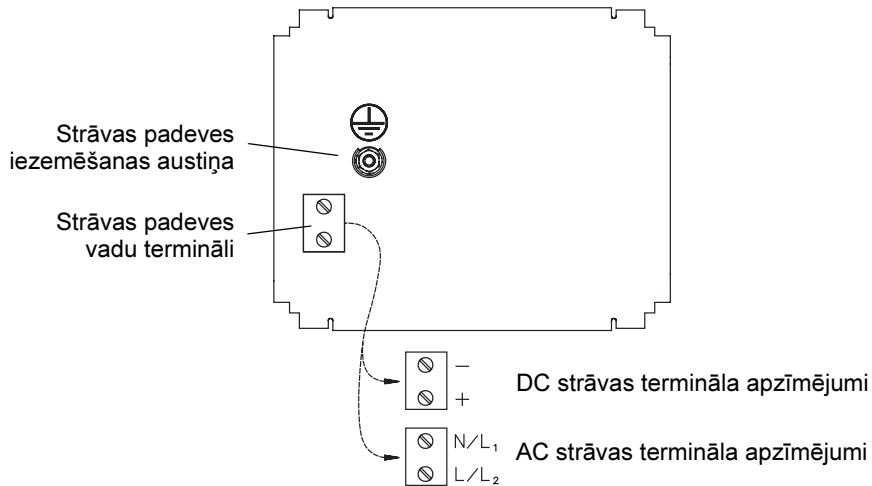 Strāvas padeves
iezemēšanas austiņa
Strāvas padeves
vadu termināli
−
DC strāvas termināla apzīmējumi
+
N/L₁
AC strāvas termināla apzīmējumi
L/L₂